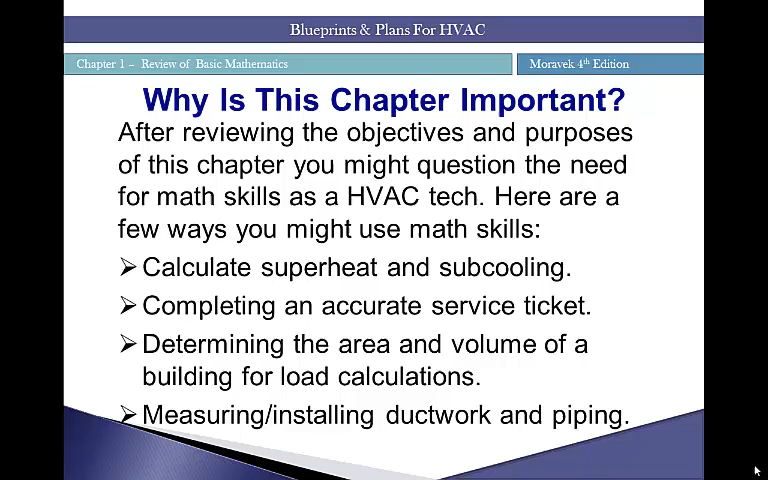 Blueprints & Plans For HVAC
Chapter 1 – Review of Basic Mathematics
Moravek 4th Edition
Why Is This Chapter Important?
After reviewing the objectives and purposes
of this chapter you might question the need
for math skills as a HVAC tech. Here are a
few ways you might use math skills:
➢ Calculate superheat and subcooling.
➢ Completing an accurate service ticket.
➢ Determining the area and volume of a
building for load calculations.
➢ Measuring/installing ductwork and piping.